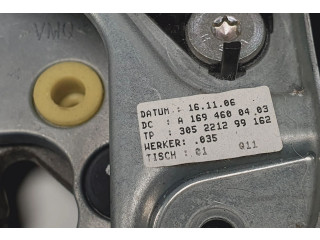 VMO
DATUM : 16.11.06
DC : A 169 460 04 03
TP : 305 2212 99 162
WERKER: .035
TISCH : 01 011